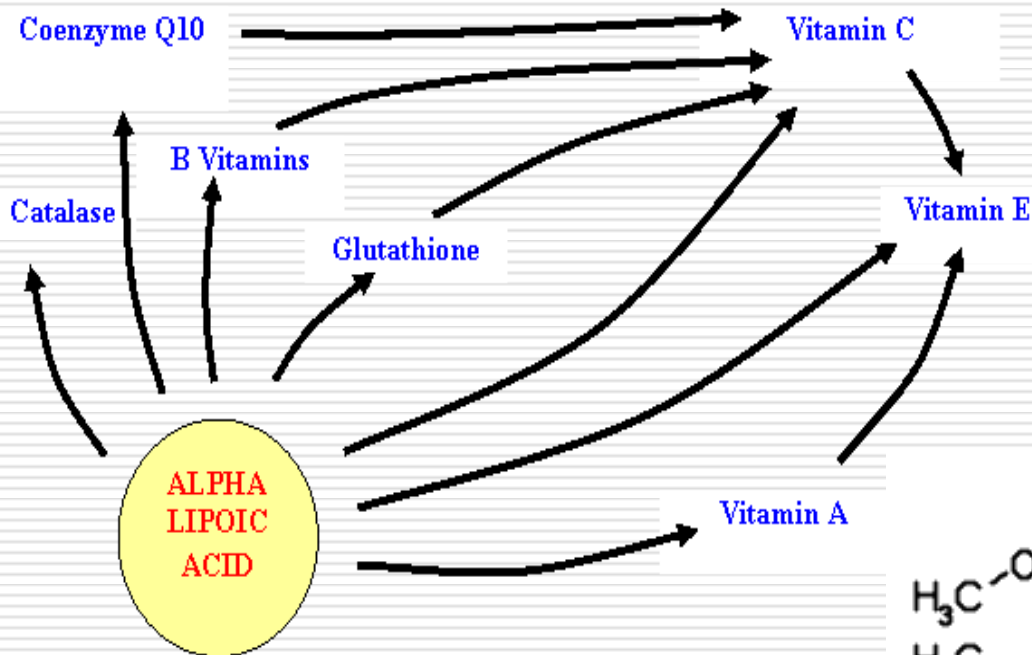 Coenzyme Q10
Vitamin C
B Vitamins
Catalase
Vitamin E
Glutathione
ALPHA
LIPOIC
ACID
Vitamin A
H₃C-O